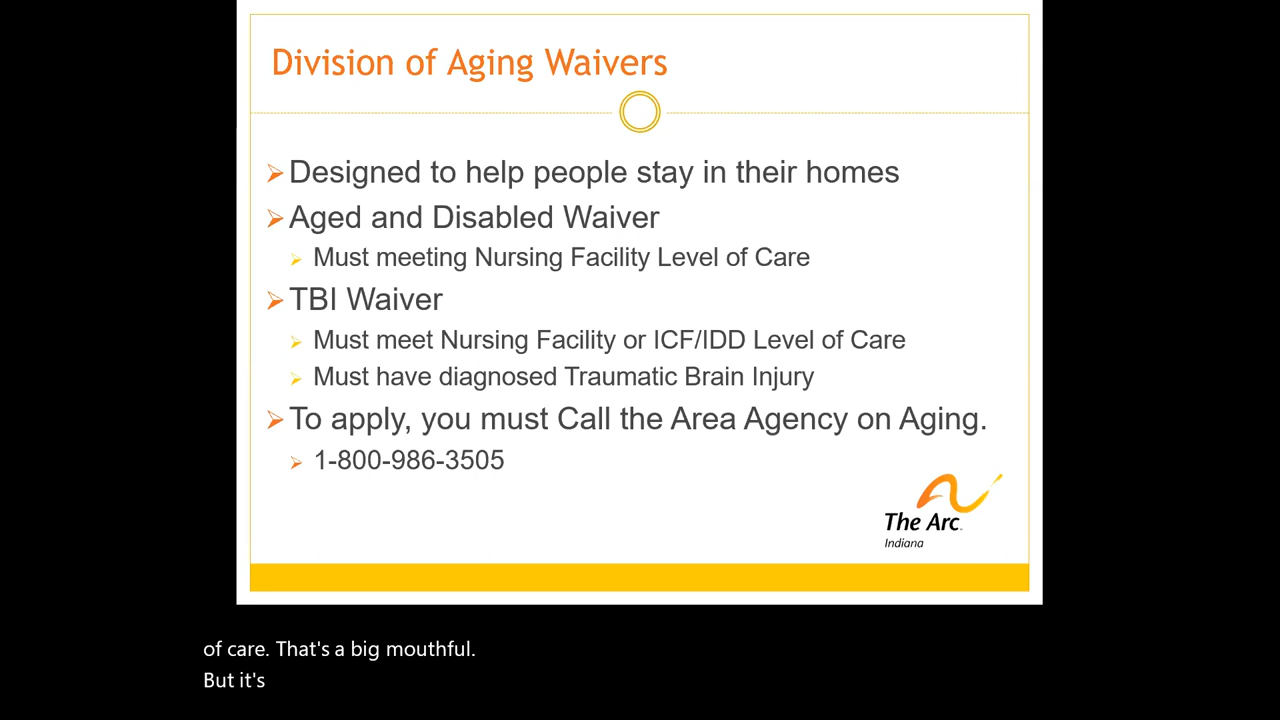 Division of Aging Waivers
Designed to help people stay in their homes
Aged and Disabled Waiver
Must meeting Nursing Facility Level of Care
TBI Waiver
Must meet Nursing Facility or ICF/IDD Level of Care
Must have diagnosed Traumatic Brain Injury
To apply, you must Call the Area Agency on Aging.
1-800-986-3505
The Arc
Indiana
of care. That's a big mouthful.
But it's